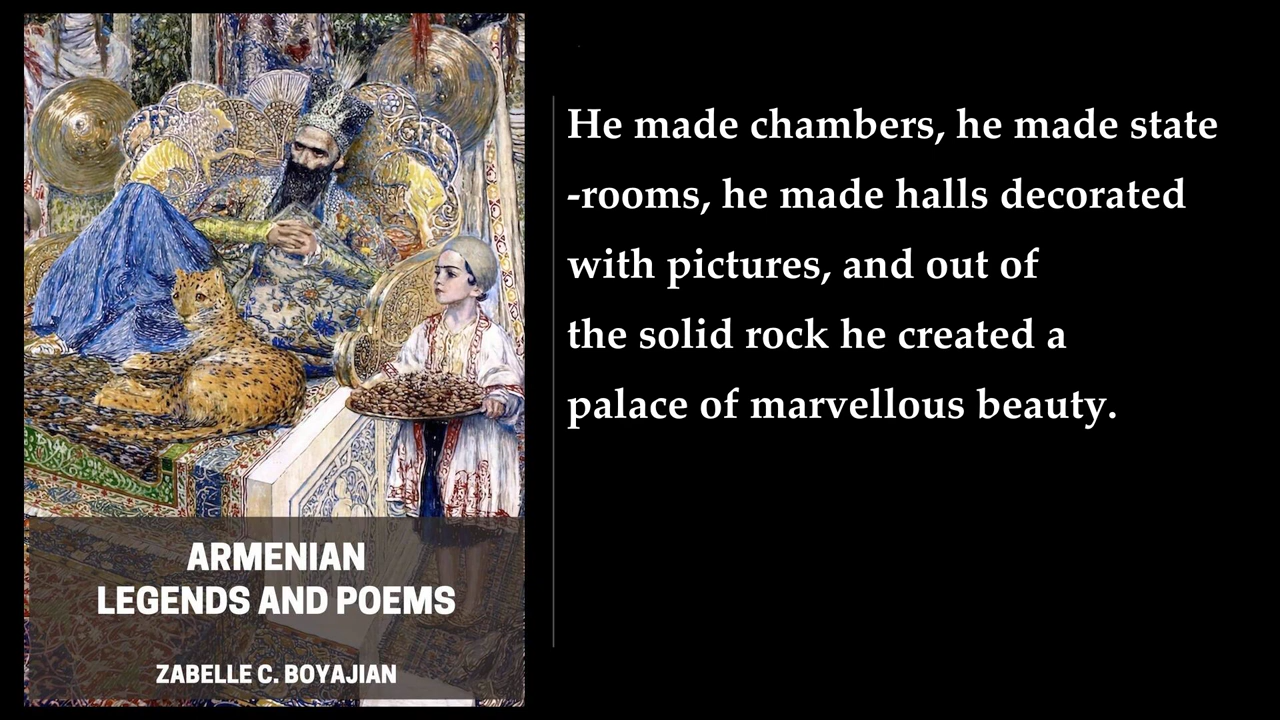 He made chambers, he made state
-rooms, he made halls decorated
with pictures, and out of
the solid rock he created a
palace of marvellous beauty.
ARMENIAN
LEGENDS AND POEMS
ZABELLE C. BOYAJIAN